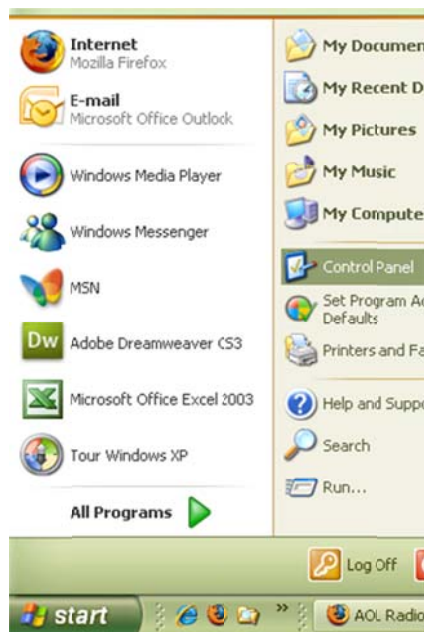 Internet
Mozilla Firefox
E-mail
Microsoft Office Outlook
Windows Media Player
Windows Messenger
MSN
Dw Adobe Dreamweaver CS3
Microsoft Office Excel 2003
Tour Windows XP
All Programs
My Documen
My Recent D
My Pictures
My Music
My Compute
Control Panel
Set Program Ac
Defaults
Printers and Fa
Help and Suppo
Search
Run...
Log Off
start
» AOL Radio